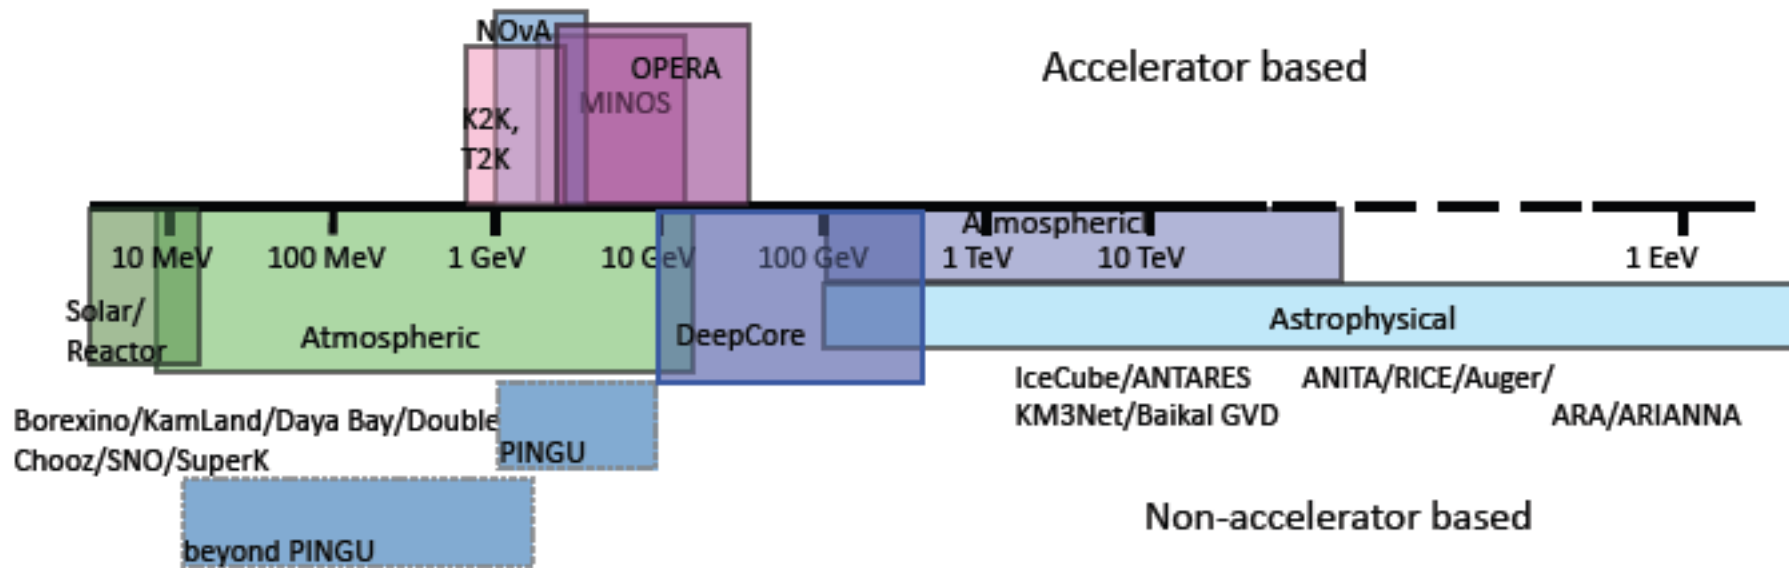 NOvA
OPERA
MINOS
K2K,
T2K
Accelerator based
Atmospheric
10 MeV
100 MeV
1 GeV
10 GeV
100 GeV
1 TeV
10 TeV
1 EeV
Solar/
Reactor
Atmospheric
DeepCore
Astrophysical
IceCube/ANTARES
KM3Net/Baikal GVD
ANITA/RICE/Auger/
ARA/ARIANNA
Borexino/KamLand/Daya Bay/Double
Chooz/SNO/SuperK
PINGU
beyond PINGU
Non-accelerator based